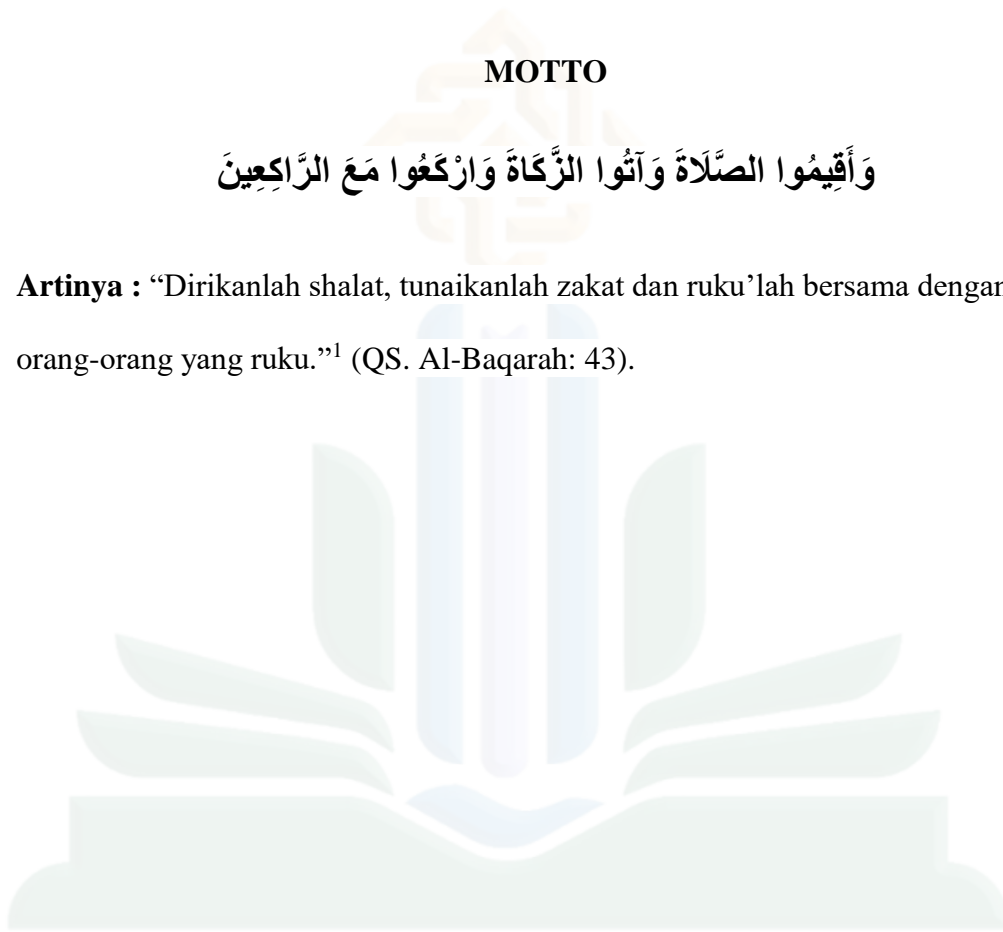 MOTTO
وَأَقِيمُوا الصَّلَاةَ وَآتُوا الزَّكَاةَ وَارْكَعُوا مَعَ الرَّاكِعِينَ
Artinya : “Dirikanlah shalat, tunaikanlah zakat dan ruku’lah bersama dengan
orang-orang yang ruku.”¹ (QS. Al-Baqarah: 43).